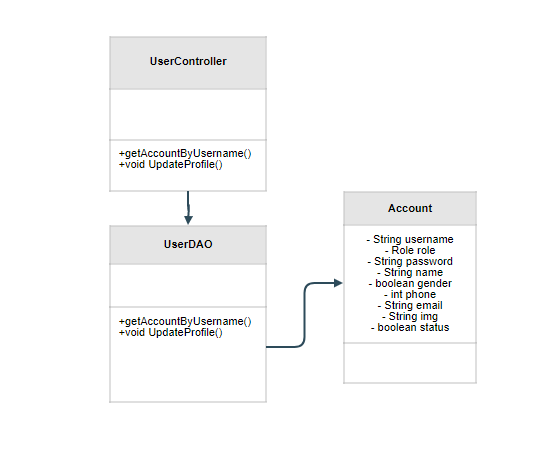 UserController
+getAccountByUsername()
+void UpdateProfile()
UserDAO
+getAccountByUsername()
+void UpdateProfile()
Account
- String username
- Role role
- String password
- String name
- boolean gender
- int phone
- String email
- String img
- boolean status